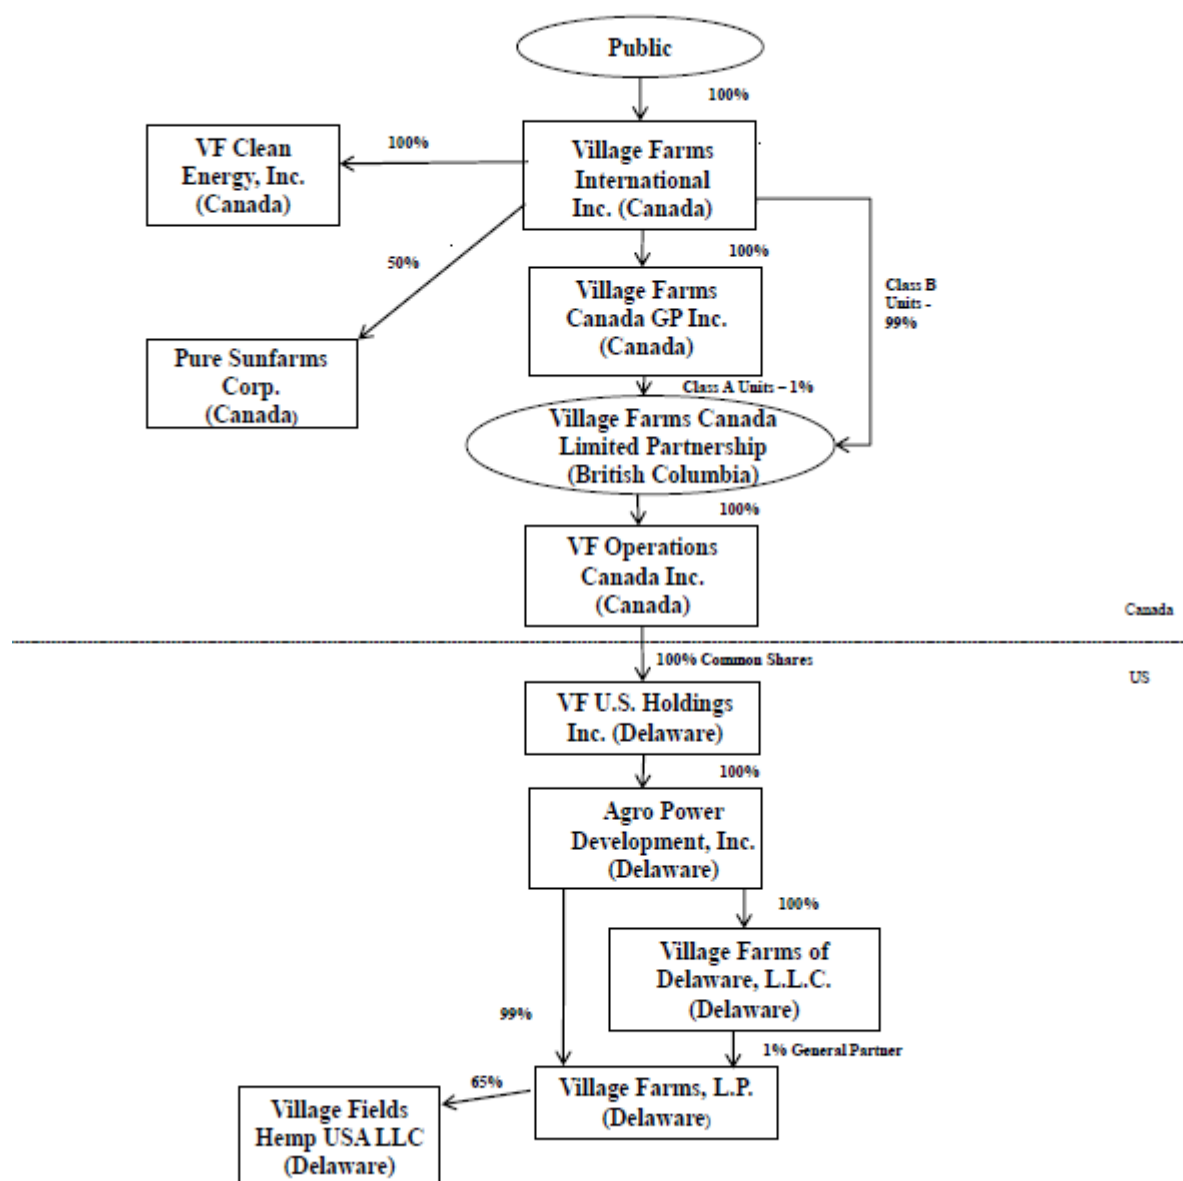 Public
100%
VF Clean
Energy, Inc.
(Canada)
100%
Village Farms
International
Inc. (Canada)
50%
100%
Class B
Units -
99%
Village Farms
Canada GP Inc.
(Canada)
Pure Sunfarms
Corp.
(Canada)
Class A Units – 1%
Village Farms Canada
Limited Partnership
(British Columbia)
100%
VF Operations
Canada Inc.
(Canada)
Canada
100% Common Shares
US
VF U.S. Holdings
Inc. (Delaware)
100%
Agro Power
Development, Inc.
(Delaware)
100%
Village Farms of
Delaware, L.L.C.
(Delaware)
99%
1% General Partner
65%
Village Farms, L.P.
(Delaware)
Village Fields
Hemp USA LLC
(Delaware)